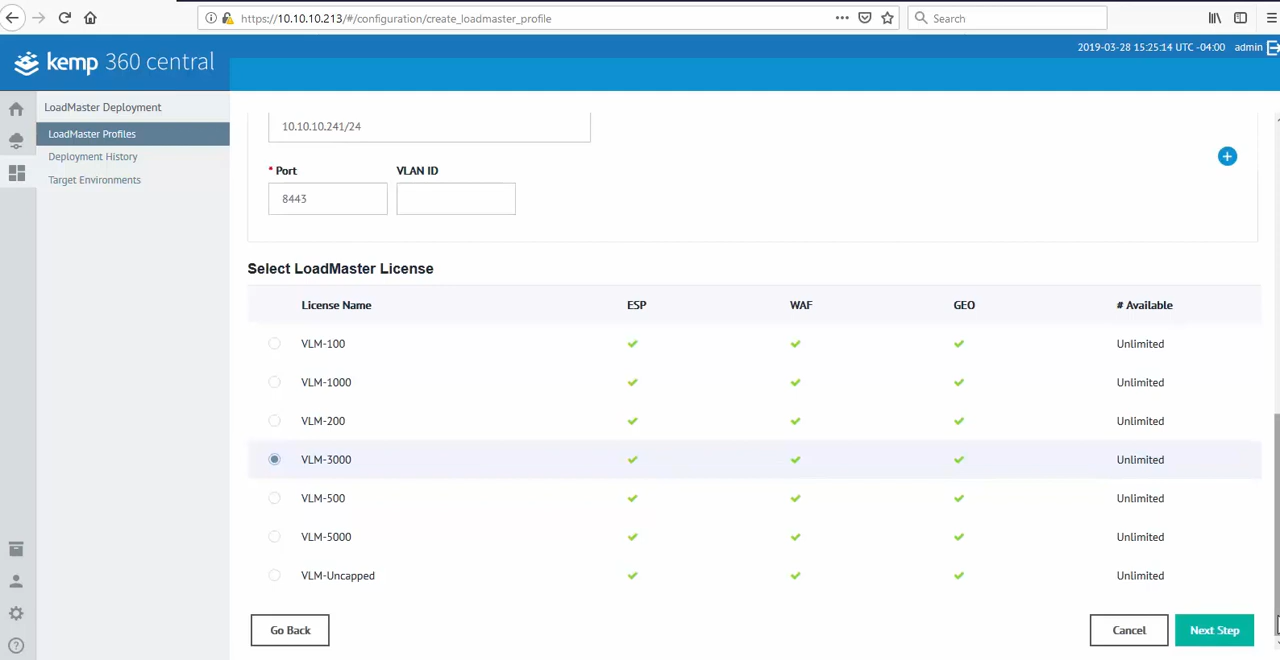 https://10.10.10.213/#/configuration/create_loadmaster_profile
Search
kemp 360 central
2019-03-28 15:25:14 UTC -04:00 admin
LoadMaster Deployment
LoadMaster Profiles
Deployment History
Target Environments
10.10.10.241/24
* Port VLAN ID
8443
Select LoadMaster License
License Name ESP WAF GEO # Available
VLM-100 Unlimited
VLM-1000 Unlimited
VLM-200 Unlimited
VLM-3000 Unlimited
VLM-500 Unlimited
VLM-5000 Unlimited
VLM-Uncapped Unlimited
Go Back Cancel Next Step